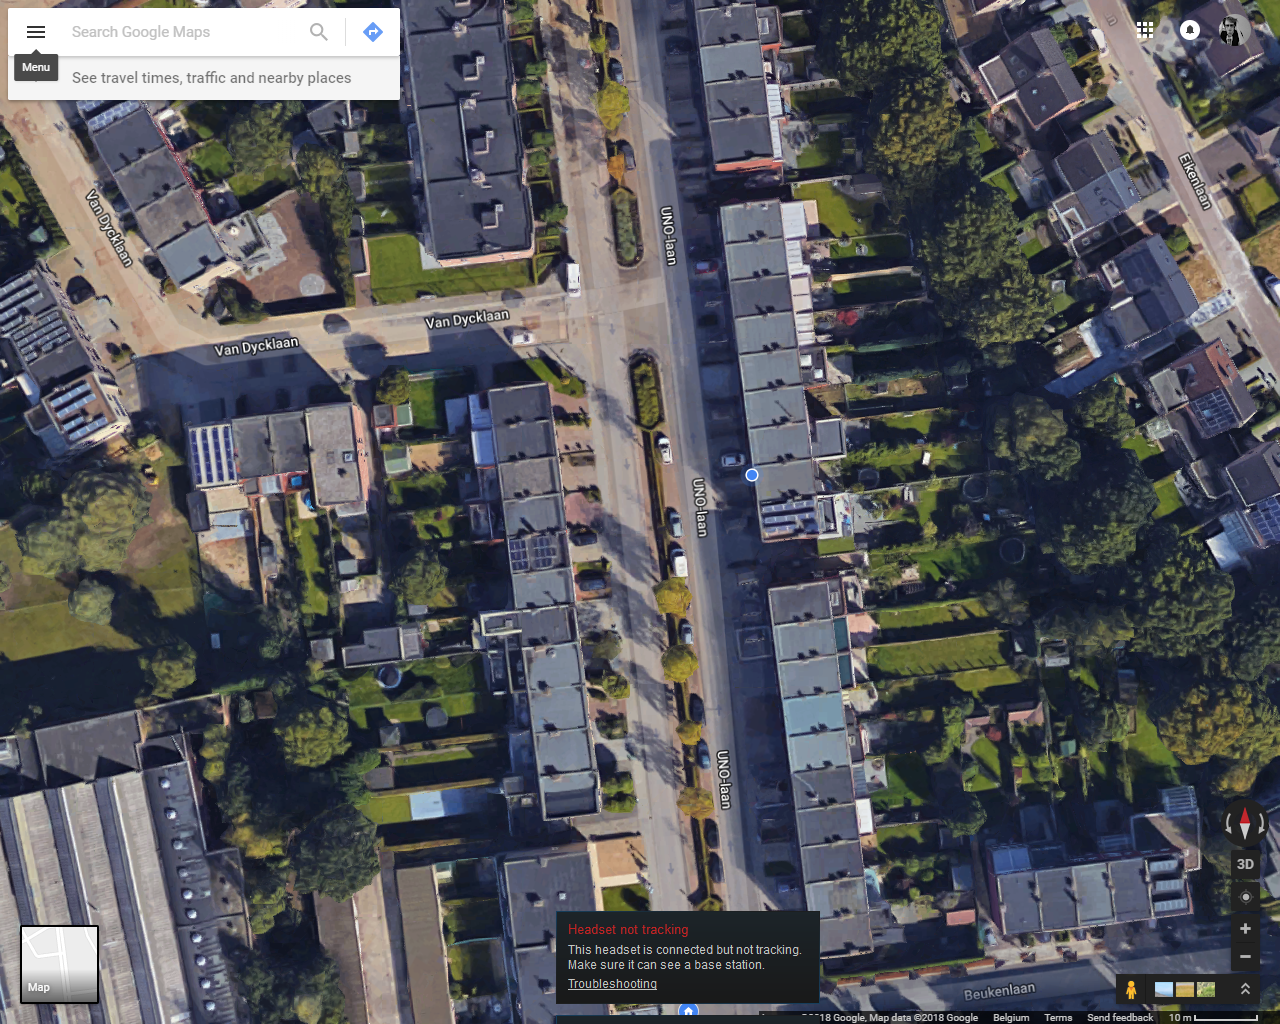 Search Google Maps
Menu
See travel times, traffic and nearby places
Van Dycklaan
UNO-laan
Eikenlaan
Van Dycklaan
Van Dycklaan
UNO-laan
UNO-laan
3D
Headset not tracking
This headset is connected but not tracking.
Make sure it can see a base station.
Troubleshooting
Map
Beukenlaan
2018 Google, Map data ©2018 Google Belgium Terms Send feedback 10 m